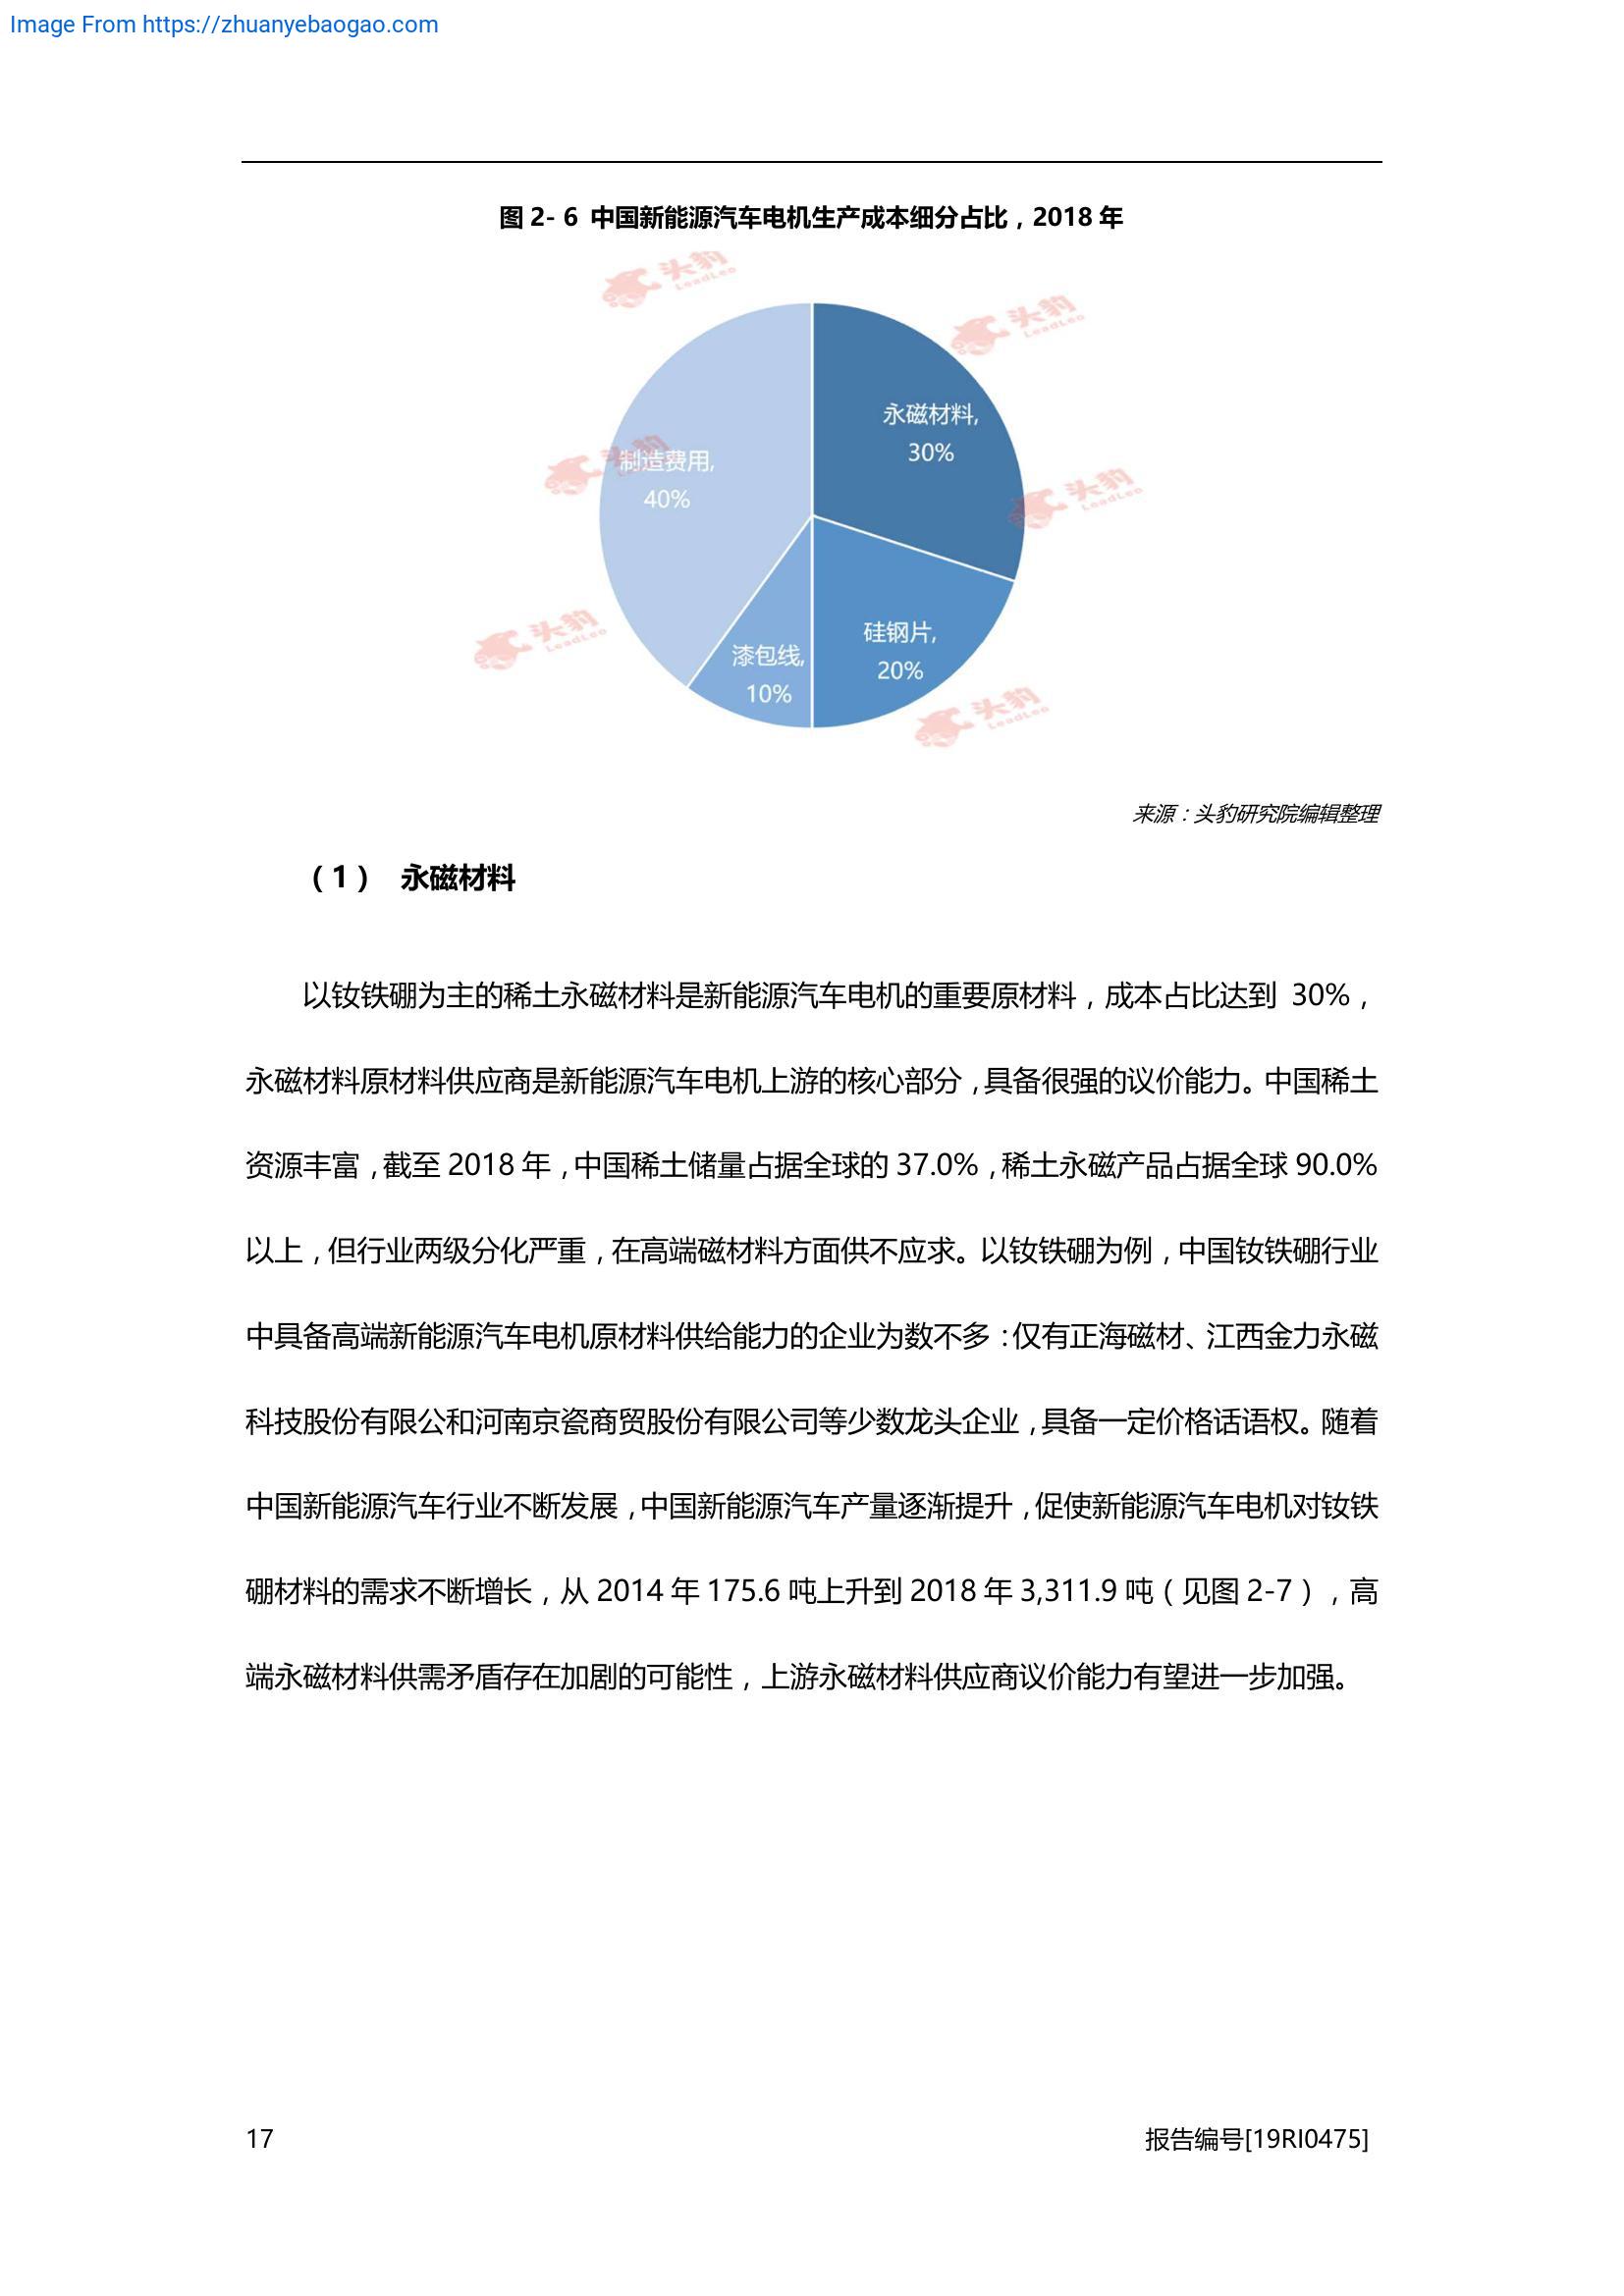 Image From https://zhuanyebaogao.com
图 2- 6 中国新能源汽车电机生产成本细分占比，2018 年
头豹
LeadLeo
头豹
LeadLeo
永磁材料,
30%
头豹
制造费用,
40%
头豹
LeadLeo
头豹
LeadLeo
硅钢片,
20%
漆包线,
10%
头豹
LeadLeo
来源：头豹研究院编辑整理
（1） 永磁材料
以钕铁硼为主的稀土永磁材料是新能源汽车电机的重要原材料，成本占比达到 30%，
永磁材料原材料供应商是新能源汽车电机上游的核心部分，具备很强的议价能力。中国稀土
资源丰富，截至 2018 年，中国稀土储量占据全球的 37.0%，稀土永磁产品占据全球 90.0%
以上，但行业两级分化严重，在高端磁材料方面供不应求。以钕铁硼为例，中国钕铁硼行业
中具备高端新能源汽车电机原材料供给能力的企业为数不多：仅有正海磁材、江西金力永磁
科技股份有限公和河南京瓷商贸股份有限公司等少数龙头企业，具备一定价格话语权。随着
中国新能源汽车行业不断发展，中国新能源汽车产量逐渐提升，促使新能源汽车电机对钕铁
硼材料的需求不断增长，从 2014 年 175.6 吨上升到 2018 年 3,311.9 吨（见图 2-7），高
端永磁材料供需矛盾存在加剧的可能性，上游永磁材料供应商议价能力有望进一步加强。
17
报告编号[19RI0475]